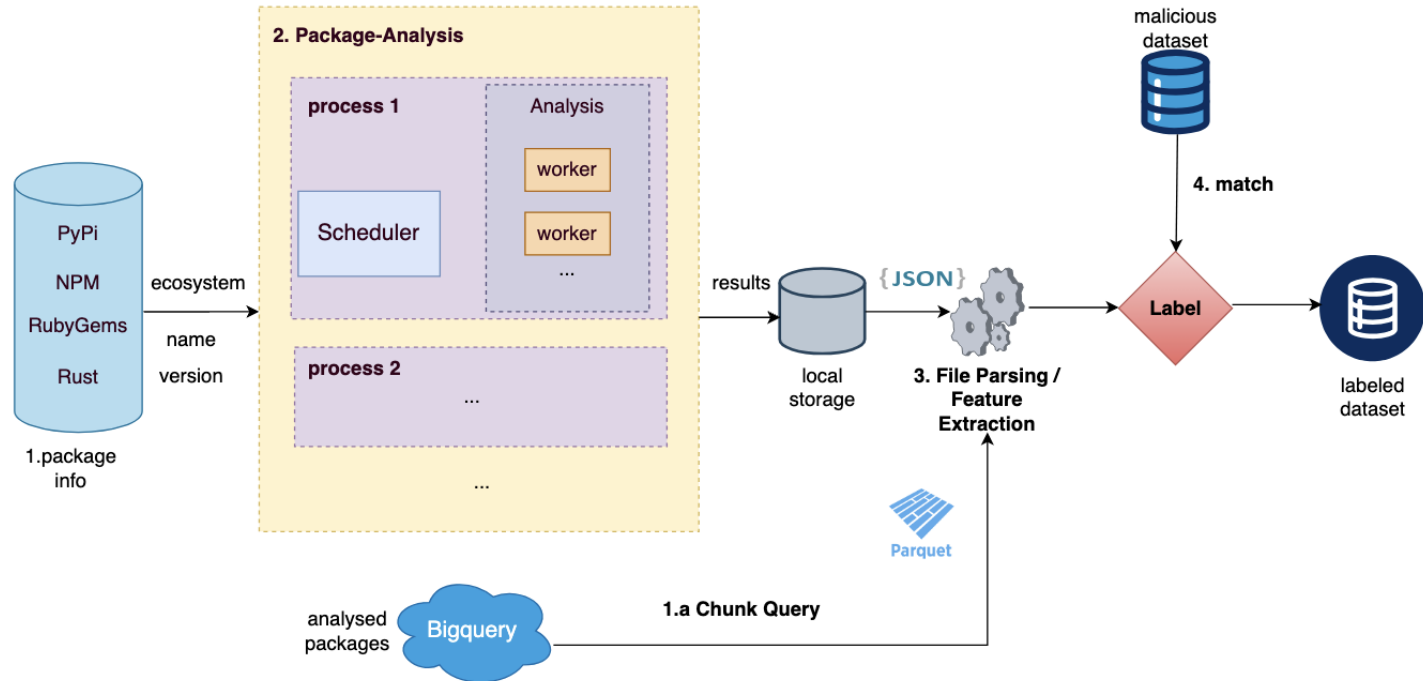 malicious
dataset
2. Package-Analysis
process 1
Analysis
worker
4. match
worker
Scheduler
...
PyPi
NPM
RubyGems
Rust
ecosystem
name
version
results
{JSON}
Label
process 2
...
local
storage
3. File Parsing /
Feature
Extraction
labeled
dataset
1.package
info
...
Parquet
analysed
packages
Bigquery
1.a Chunk Query